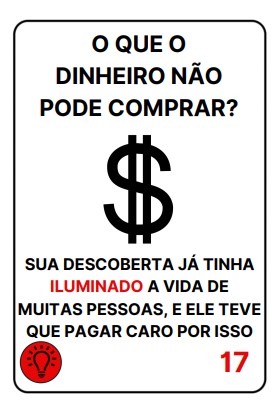 O QUE O
DINHEIRO NÃO
PODE COMPRAR?
$
SUA DESCOBERTA JÁ TINHA
ILUMINADO A VIDA DE
MUITAS PESSOAS, E ELE TEVE
QUE PAGAR CARO POR ISSO
17